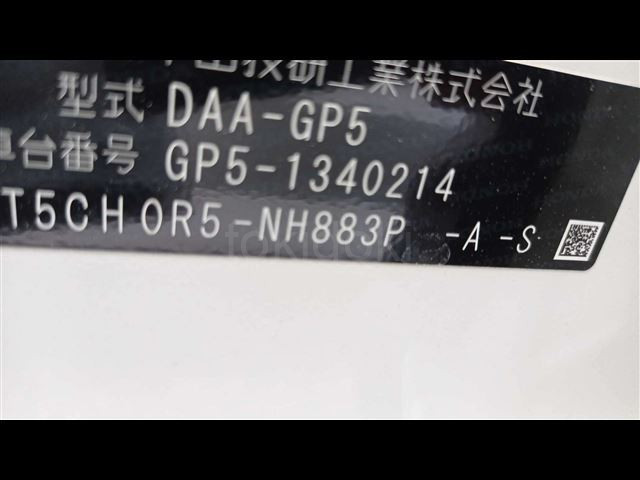 田技研工業株式会社
型式 DAA-GP5
車台番号 GP5-1340214
T5CH0R5-NH883P -A -S